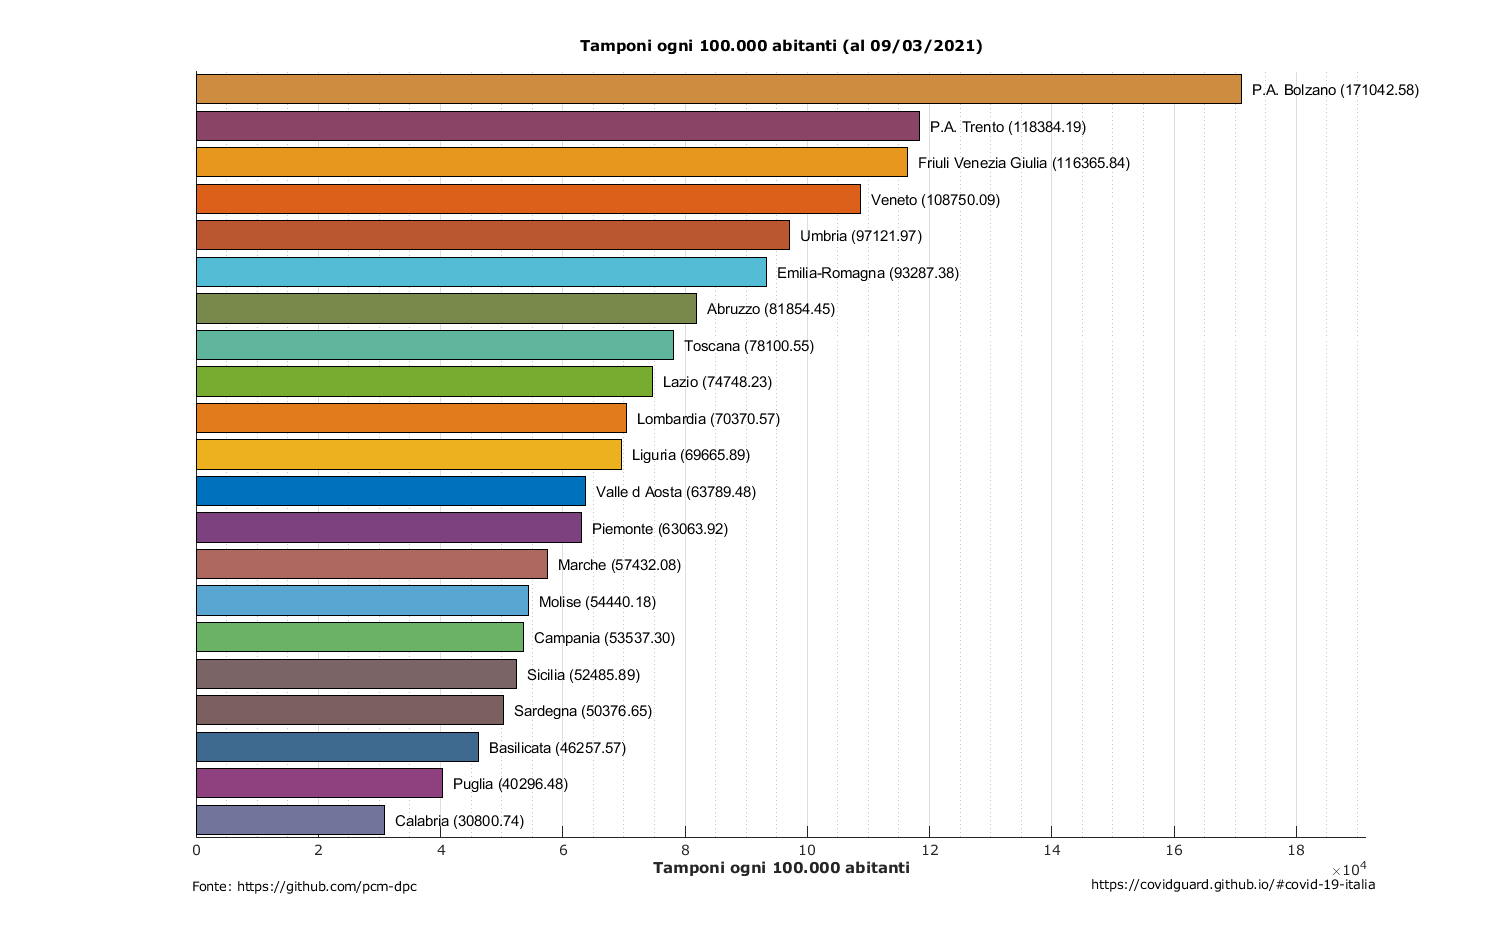 Tamponi ogni 100.000 abitanti (al 09/03/2021)
P.A. Bolzano (171042.58)
P.A. Trento (118384.19)
Friuli Venezia Giulia (116365.84)
Veneto (108750.09)
Umbria (97121.97)
Emilia-Romagna (93287.38)
Abruzzo (81854.45)
Toscana (78100.55)
Lazio (74748.23)
Lombardia (70370.57)
Liguria (69665.89)
Valle d Aosta (63789.48)
Piemonte (63063.92)
Marche (57432.08)
Molise (54440.18)
Campania (53537.30)
Sicilia (52485.89)
Sardegna (50376.65)
Basilicata (46257.57)
Puglia (40296.48)
Calabria (30800.74)
0 2 4 6 8 10 12 14 16 18
×10⁴
Tamponi ogni 100.000 abitanti
Fonte: https://github.com/pcm-dpc
https://covidguard.github.io/#covid-19-italia